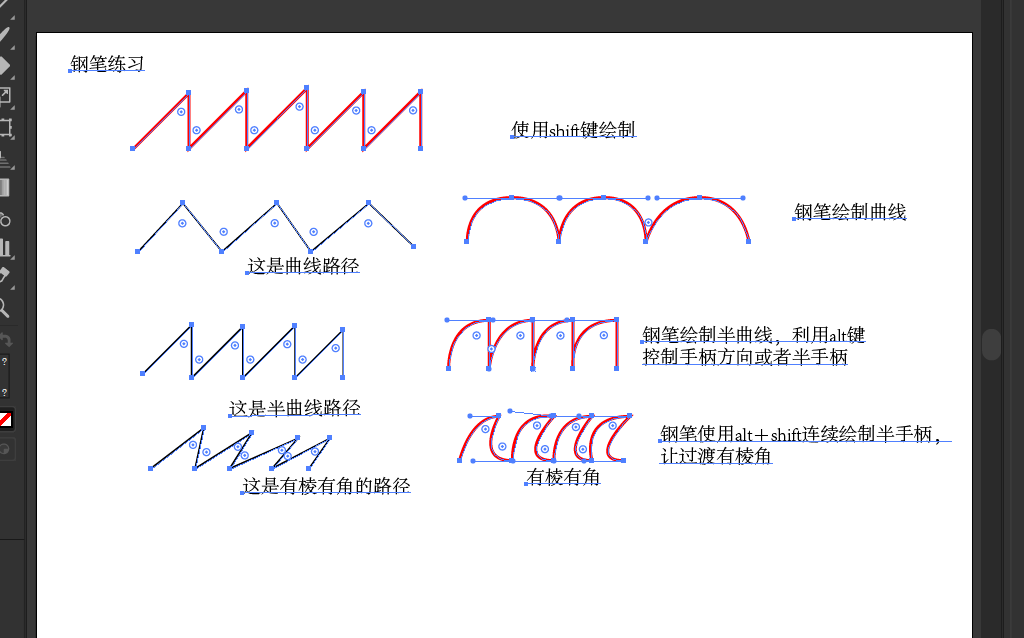 钢笔练习
使用shift键绘制
钢笔绘制曲线
这是曲线路径
钢笔绘制半曲线，利用alt键
控制手柄方向或者半手柄
这是半曲线路径
钢笔使用alt＋shift连续绘制半手柄，
让过渡有棱角
有棱有角
这是有棱有角的路径
?
?